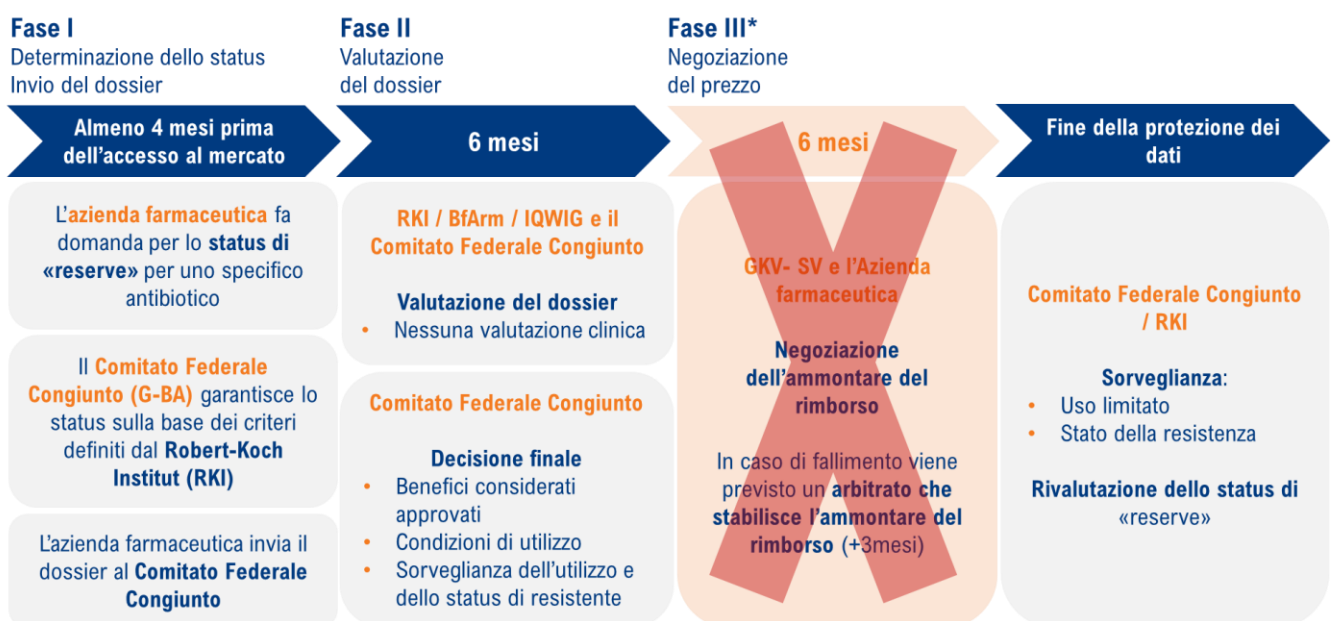 Fase I
Determinazione dello status
Invio del dossier
Almeno 4 mesi prima
dell'accesso al mercato
L'azienda farmaceutica fa
domanda per lo status di
«reserve» per uno specifico
antibiotico
Il Comitato Federale
Congiunto (G-BA) garantisce lo
status sulla base dei criteri
definiti dal Robert-Koch
Institut (RKI)
L'azienda farmaceutica invia il
dossier al Comitato Federale
Congiunto
Fase II
Valutazione
del dossier
6 mesi
RKI / BfArm / IQWIG e il
Comitato Federale Congiunto
Valutazione del dossier
• Nessuna valutazione clinica
Comitato Federale Congiunto
Decisione finale
• Benefici considerati
approvati
• Condizioni di utilizzo
• Sorveglianza dell'utilizzo e
dello status di resistente
Fase III*
Negoziazione
del prezzo
6 mesi
GKV- SV e l'Azienda
farmaceutica
Negoziazione
dell'ammontare del
rimborso
In caso di fallimento viene
previsto un arbitrato che
stabilisce l'ammontare del
rimborso (+3mesi)
Fine della protezione dei
dati
Comitato Federale Congiunto
/ RKI
Sorveglianza:
• Uso limitato
• Stato della resistenza
Rivalutazione dello status di
«reserve»